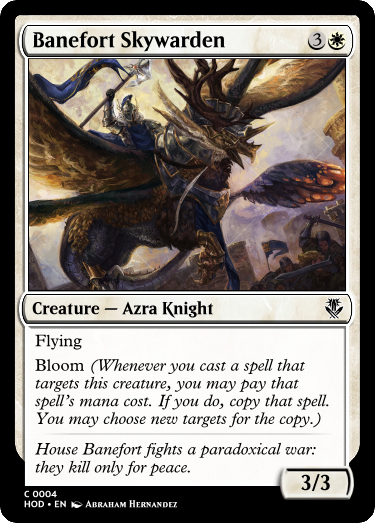 Banefort Skywarden 3
Creature — Azra Knight
Flying
Bloom (Whenever you cast a spell that
targets this creature, you may pay that
spell's mana cost. If you do, copy that spell.
You may choose new targets for the copy.)
House Banefort fights a paradoxical war:
they kill only for peace.
3/3
C 0004
HOD • EN Abraham Hernandez